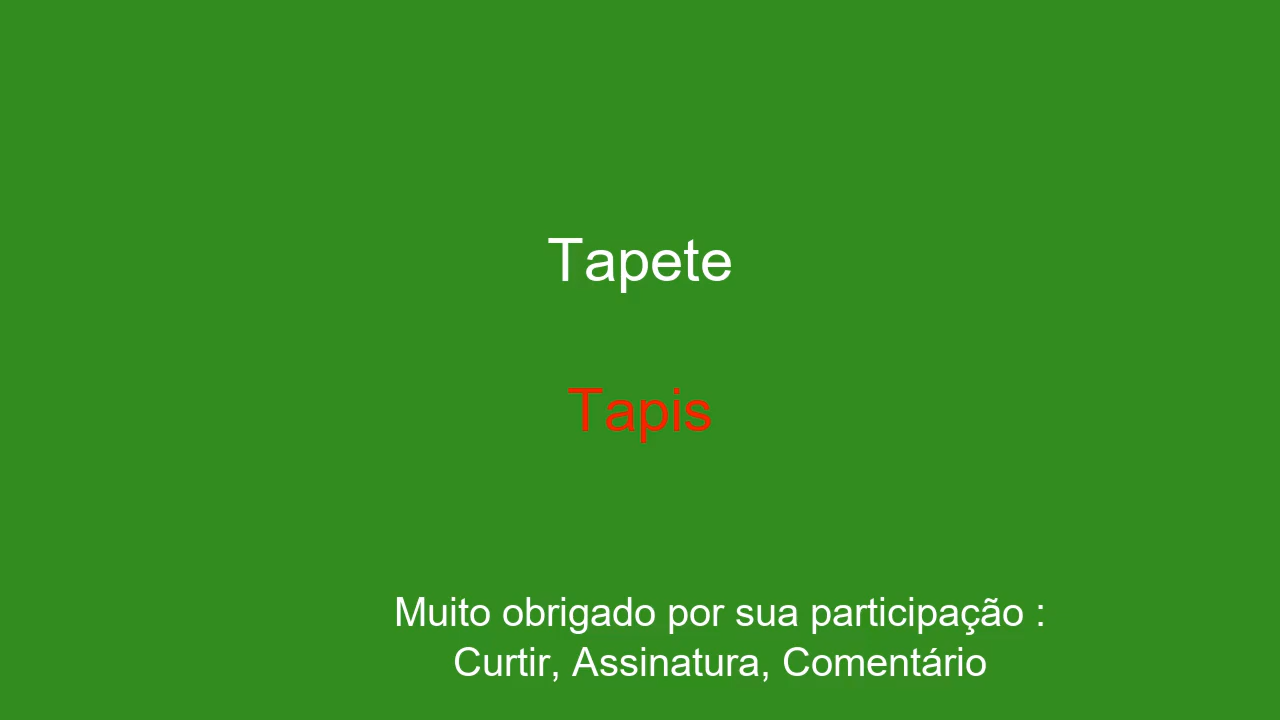 Tapete
Tapis
Muito obrigado por sua participação :
Curtir, Assinatura, Comentário